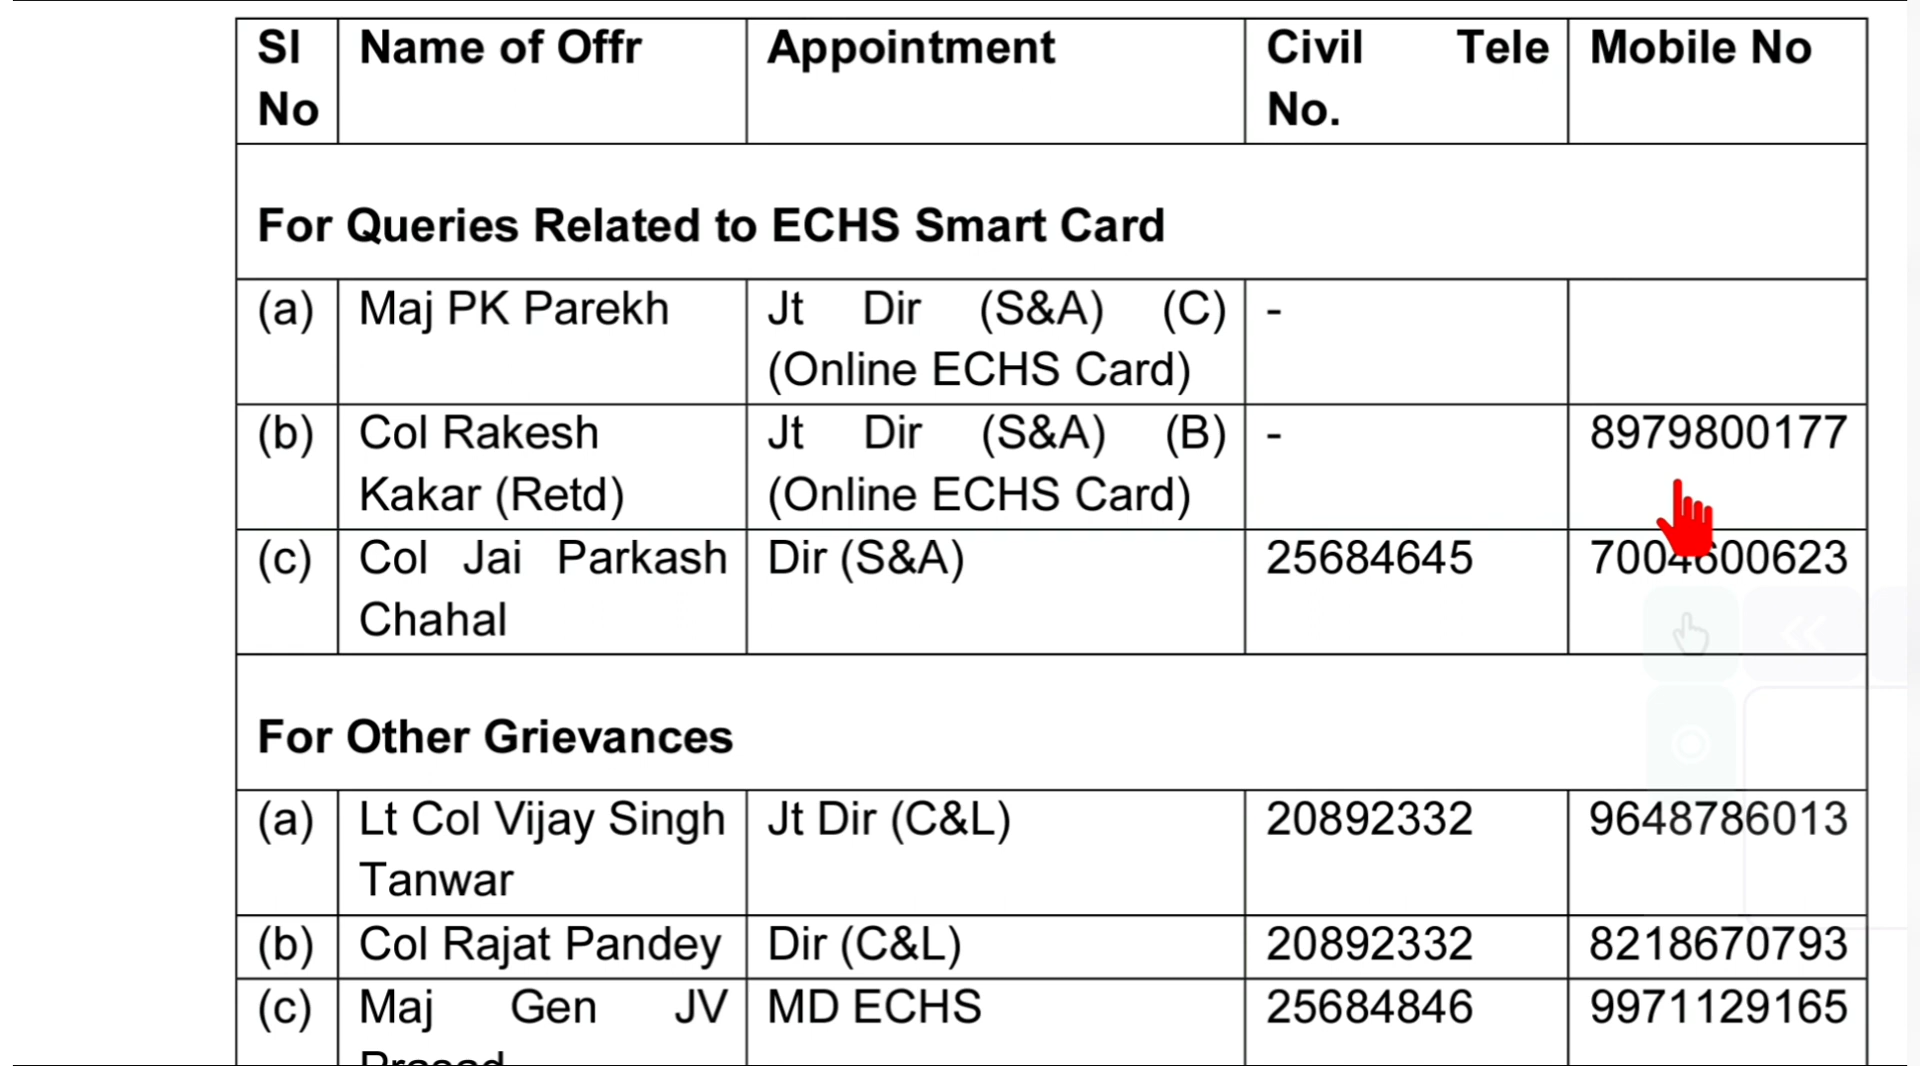 Sl No Name of Offr Appointment Civil Tele No. Mobile No
For Queries Related to ECHS Smart Card
(a) Maj PK Parekh Jt Dir (S&A) (C) -
(Online ECHS Card)
(b) Col Rakesh Jt Dir (S&A) (B) - 8979800177
Kakar (Retd) (Online ECHS Card)
(c) Col Jai Parkash Dir (S&A) 25684645
Chahal
For Other Grievances
(a) Lt Col Vijay Singh Jt Dir (C&L) 20892332 9648786013
Tanwar
(b) Col Rajat Pandey Dir (C&L) 20892332 8218670793
(c) Maj Gen JV MD ECHS 25684846 9971129165